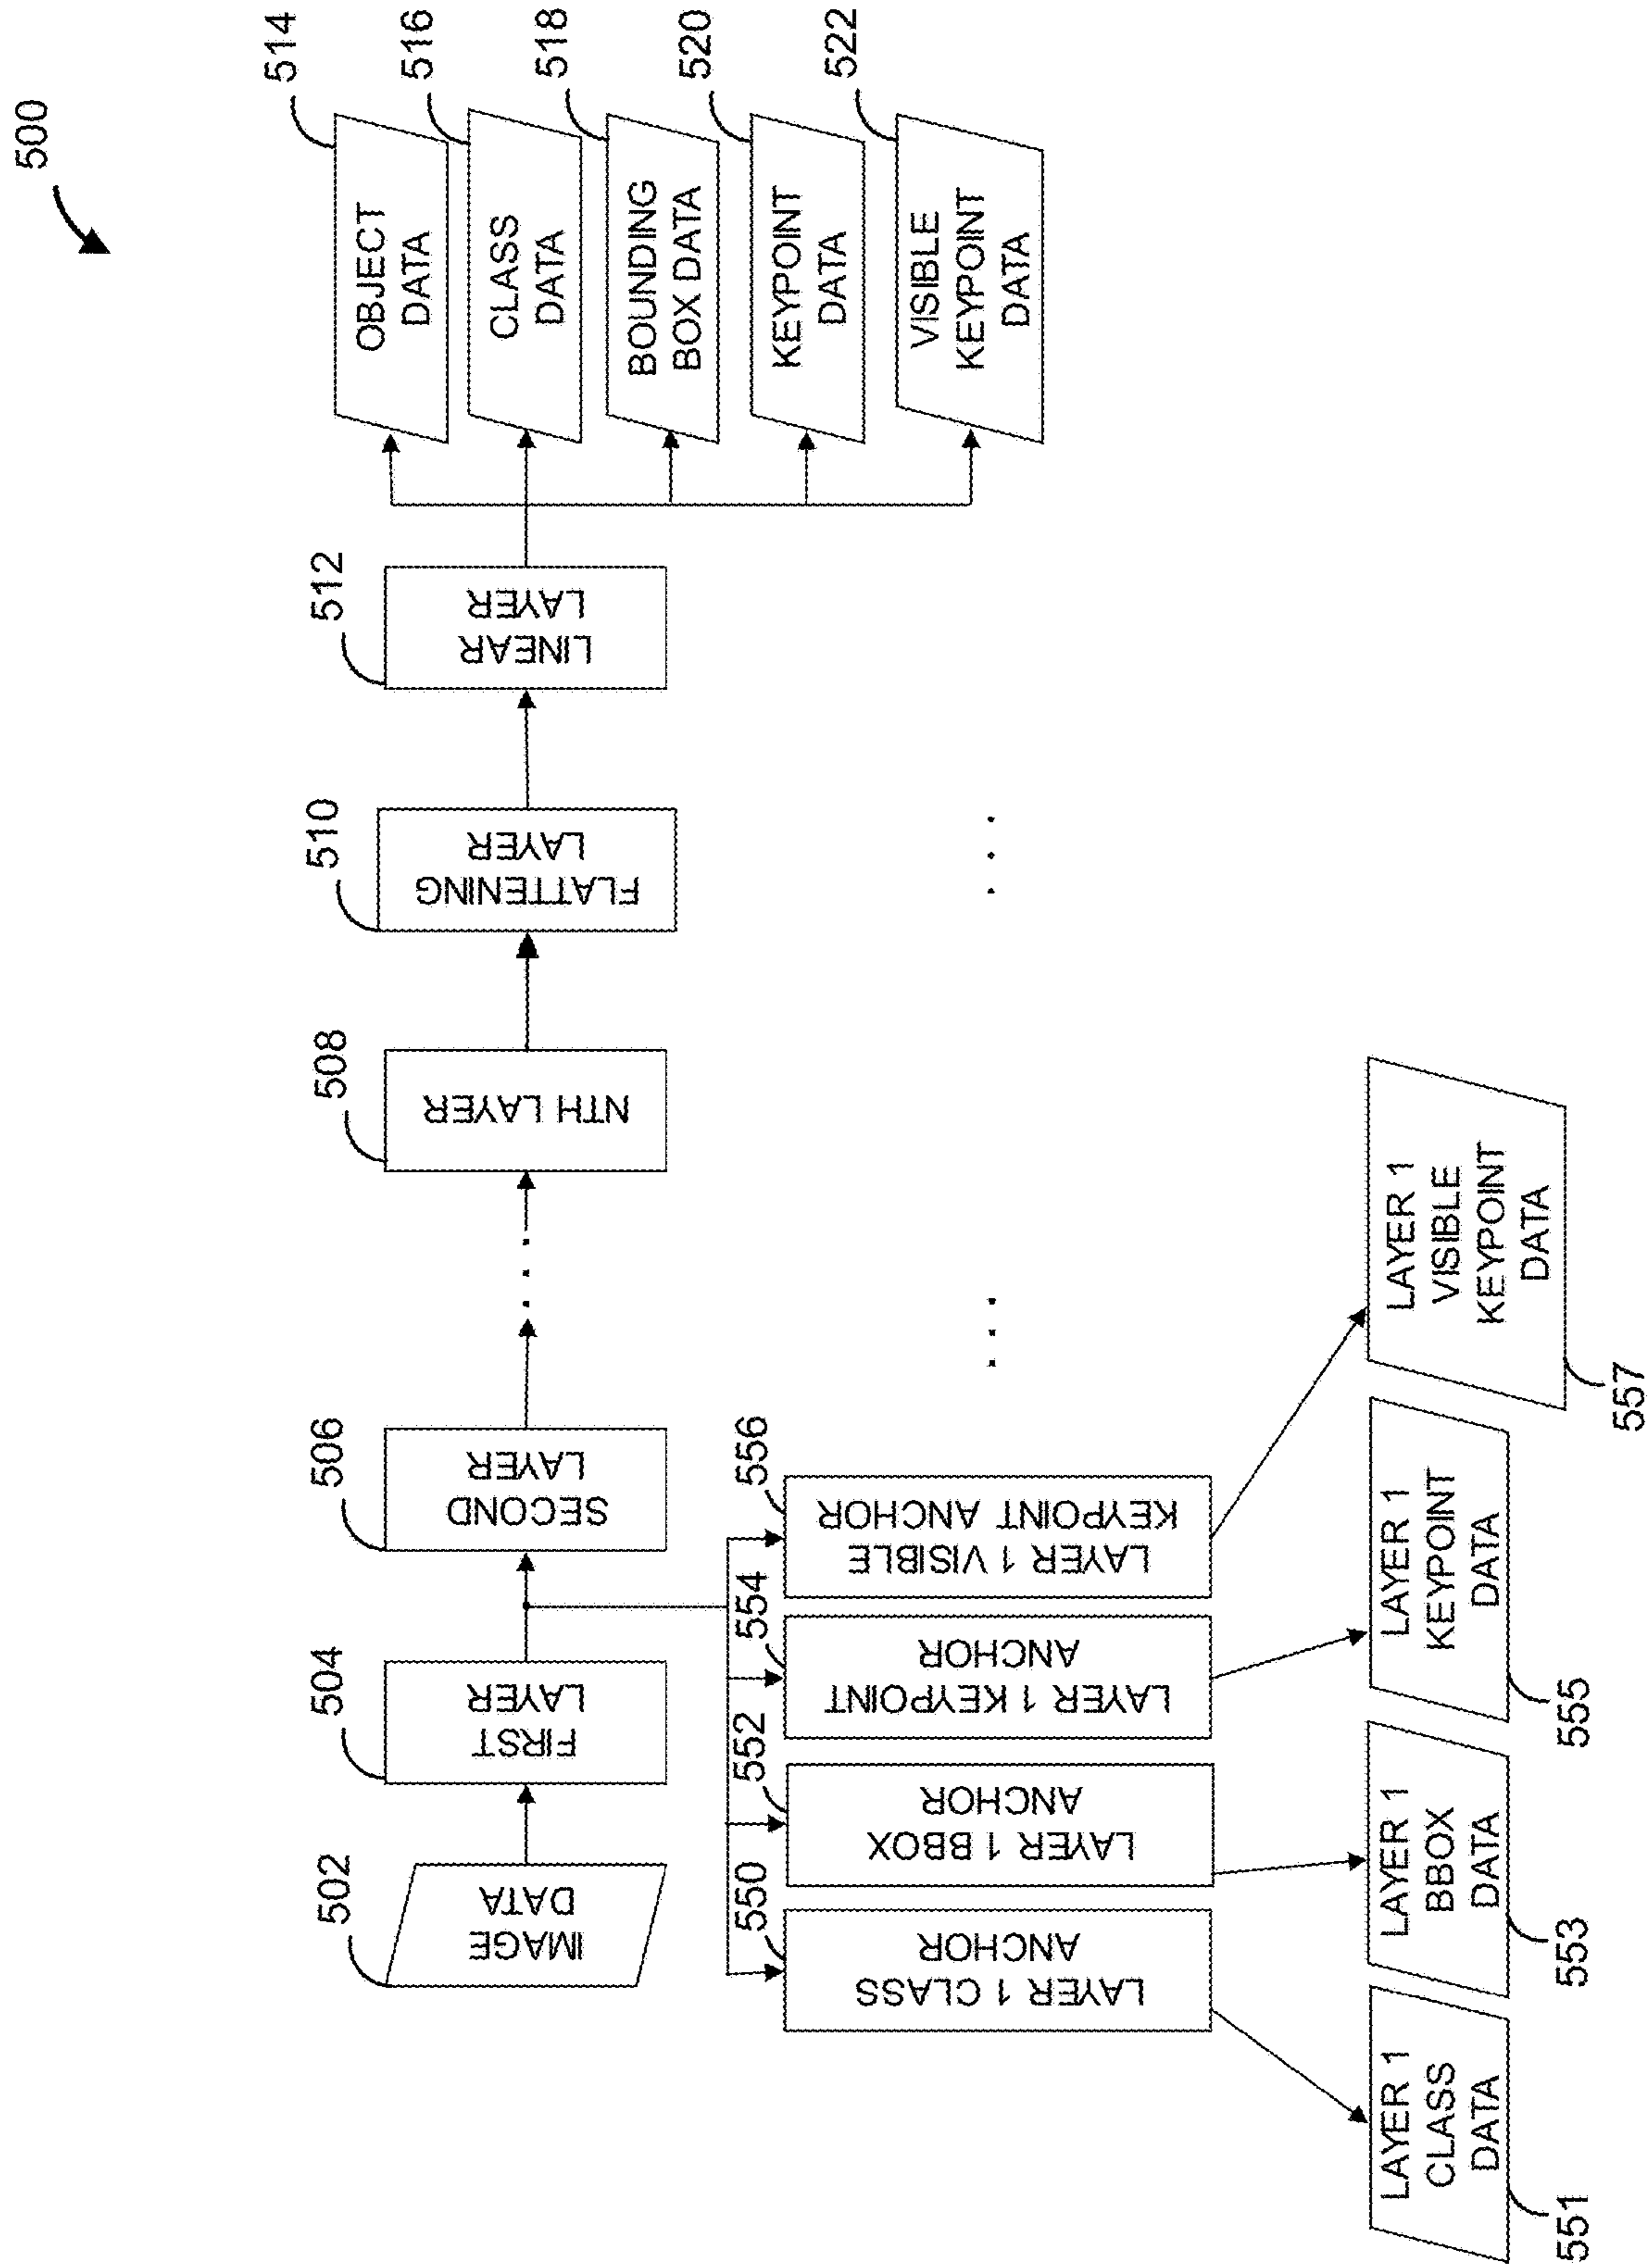 500
502
IMAGE
DATA
504
FIRST
LAYER
506
SECOND
LAYER
. . .
508
NTH LAYER
510
FLATTENING
LAYER
512
LINEAR
LAYER
514
OBJECT
DATA
516
CLASS
DATA
518
BOUNDING
BOX DATA
520
KEYPOINT
DATA
522
VISIBLE
KEYPOINT
DATA
550
LAYER 1 CLASS
ANCHOR
552
LAYER 1 BBOX
ANCHOR
554
LAYER 1 KEYPOINT
ANCHOR
556
LAYER 1 VISIBLE
KEYPOINT ANCHOR
. . .
. . .
LAYER 1
CLASS
DATA
551
LAYER 1
BBOX
DATA
553
LAYER 1
KEYPOINT
DATA
555
LAYER 1
VISIBLE
KEYPOINT
DATA
557